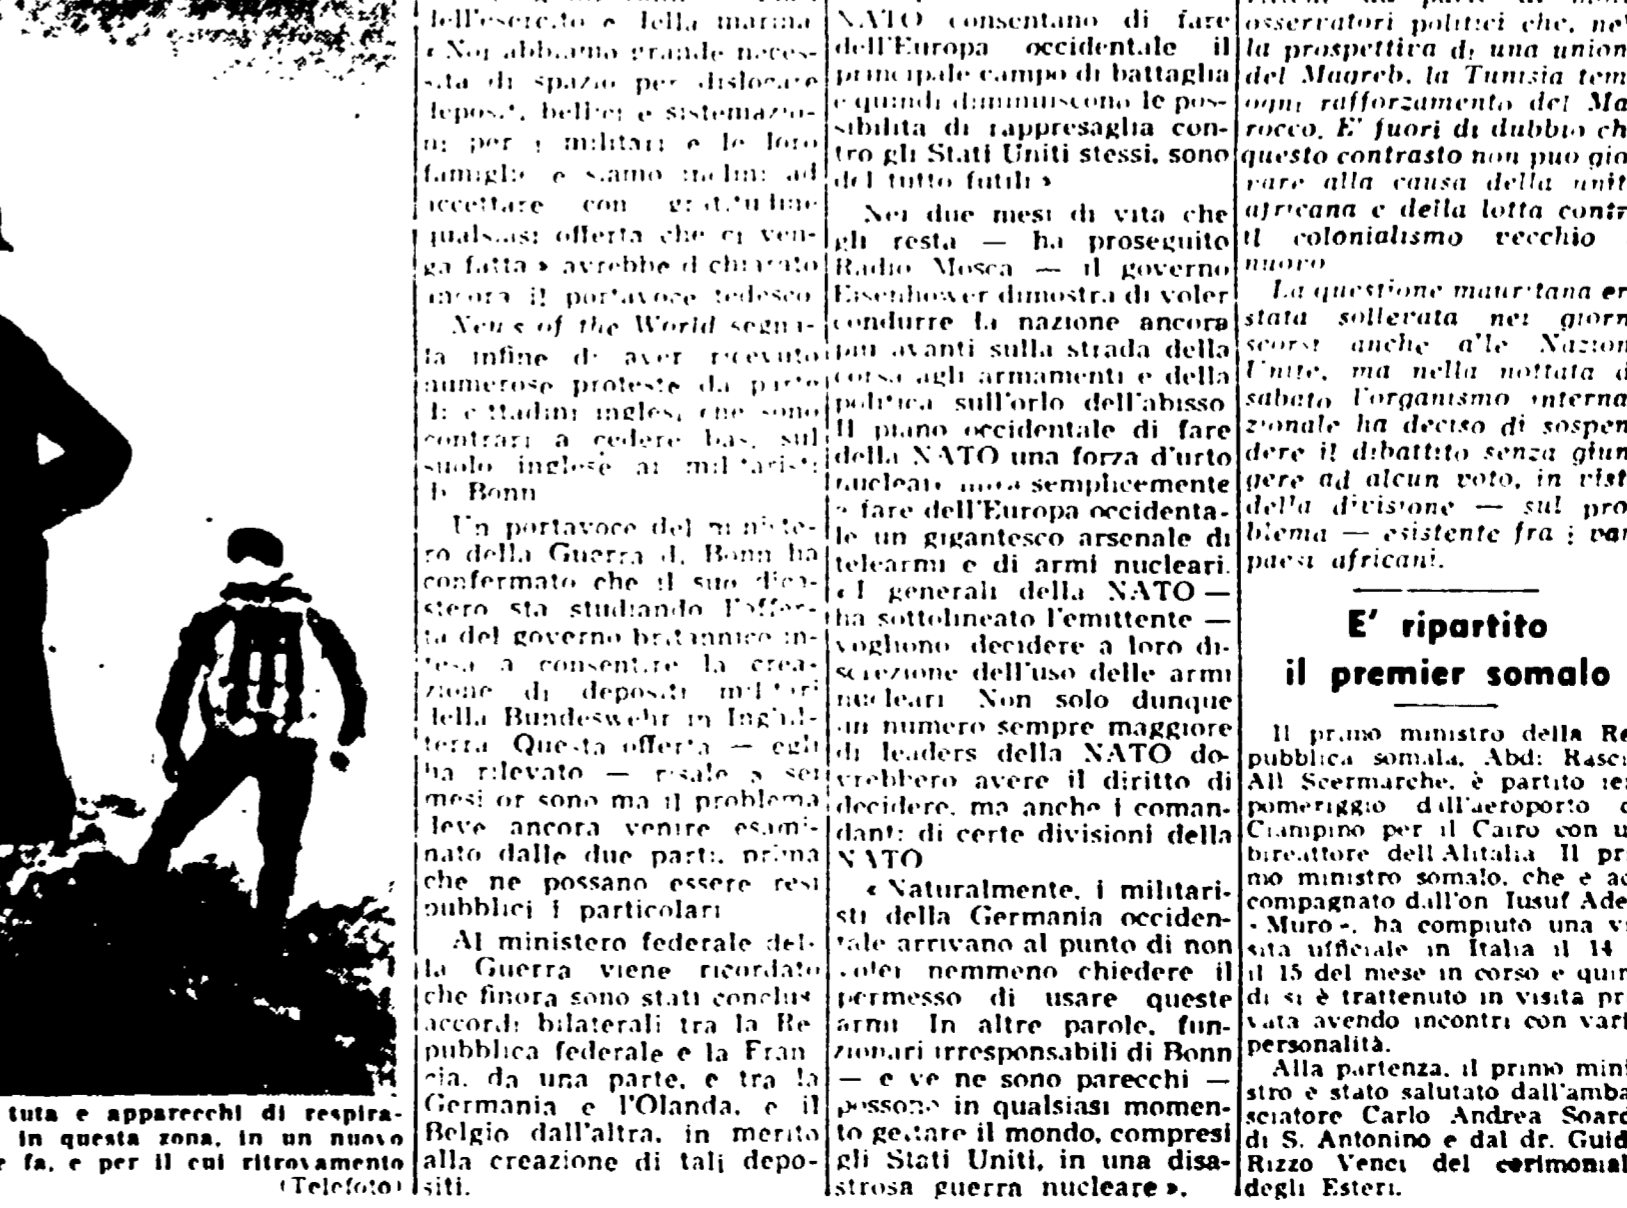 tuta e apparecchi di respira-
in questa zona, in un nuovo
fa, e per il cui ritrovamento
(Telefoto)
dell'esercito e della marina
« Noi abbiamo grande neces-
sità di spazio per dislocare
depositi bellici e sistemazio-
ni per i militari e le loro
famiglie e siamo inclini ad
accettare con gratitudine
qualsiasi offerta che ci ven-
ga fatta » avrebbe dichiarato
ancora il portavoce tedesco
News of the World segna-
la infine di aver ricevuto
numerose proteste da parte
di cittadini inglesi che sono
contrari a cedere basi sul
suolo inglese ai militaristi
di Bonn
Un portavoce del ministe-
ro della Guerra di Bonn ha
confermato che il suo dica-
stero sta studiando l'offer-
ta del governo britannico in-
tesa a consentire la crea-
zione di depositi militari
della Bundeswehr in Inghil-
terra Questa offerta — egli
ha rilevato — risale a sei
mesi or sono ma il problema
deve ancora venire esami-
nato dalle due parti, prima
che ne possano essere resi
pubblici i particolari
Al ministero federale del-
la Guerra viene ricordato
che finora sono stati conclusi
accordi bilaterali tra la Re
pubblica federale e la Fran
cia, da una parte, e tra la
Germania e l'Olanda, e il
Belgio dall'altra, in merito
alla creazione di tali depo-
siti.
NATO consentano di fare
dell'Europa occidentale il
principale campo di battaglia
e quindi diminuiscono le pos-
sibilità di rappresaglia con-
tro gli Stati Uniti stessi, sono
del tutto futili »
Nei due mesi di vita che
gli resta — ha proseguito
Radio Mosca — il governo
Eisenhower dimostra di voler
condurre la nazione ancora
più avanti sulla strada della
corsa agli armamenti e della
politica sull'orlo dell'abisso
Il piano occidentale di fare
della NATO una forza d'urto
nucleare mira semplicemente
a fare dell'Europa occidenta-
le un gigantesco arsenale di
telearmi e di armi nucleari.
« I generali della NATO —
ha sottolineato l'emittente —
vogliono decidere a loro di-
screzione dell'uso delle armi
nucleari Non solo dunque
un numero sempre maggiore
di leaders della NATO do-
vrebbero avere il diritto di
decidere, ma anche i coman-
danti di certe divisioni della
NATO
« Naturalmente, i militari-
sti della Germania occiden-
tale arrivano al punto di non
voler nemmeno chiedere il
permesso di usare queste
armi In altre parole, fun-
zionari irresponsabili di Bonn
— e ve ne sono parecchi —
possono in qualsiasi momen-
to gettare il mondo, compresi
gli Stati Uniti, in una disa-
strosa guerra nucleare ».
osservatori politici che, nel
la prospettiva di una union
del Magreb, la Tunisia tem
ogni rafforzamento del Ma
rocco. E' fuori di dubbio ch
questo contrasto non può gio
vare alla causa della unit
africana e della lotta contr
il colonialismo vecchio
nuovo
La questione mauritana er
stata sollevata nei giorn
scorsi anche alle Nazion
Unite, ma nella nottata d
sabato l'organismo interna
zionale ha deciso di sospen
dere il dibattito senza giun
gere ad alcun voto, in vist
della divisione — sul pro
blema — esistente fra i var
paesi africani.
E' ripartito
il premier somalo
Il primo ministro della Re
pubblica somala, Abdi Rasci
Alì Scermarche, è partito ier
pomeriggio dall'aeroporto d
Ciampino per il Cairo con u
bireattore dell'Alitalia Il pri
mo ministro somalo, che è ac
compagnato dall'on Iusuf Ade
- Muro -, ha compiuto una vi
sita ufficiale in Italia il 14
il 15 del mese in corso e quin
di si è trattenuto in visita pri
vata avendo incontri con vari
personalità.
Alla partenza, il primo mini
stro è stato salutato dall'amba
sciatore Carlo Andrea Soard
di S. Antonino e dal dr. Guid
Rizzo Venci del cerimonial
degli Esteri.